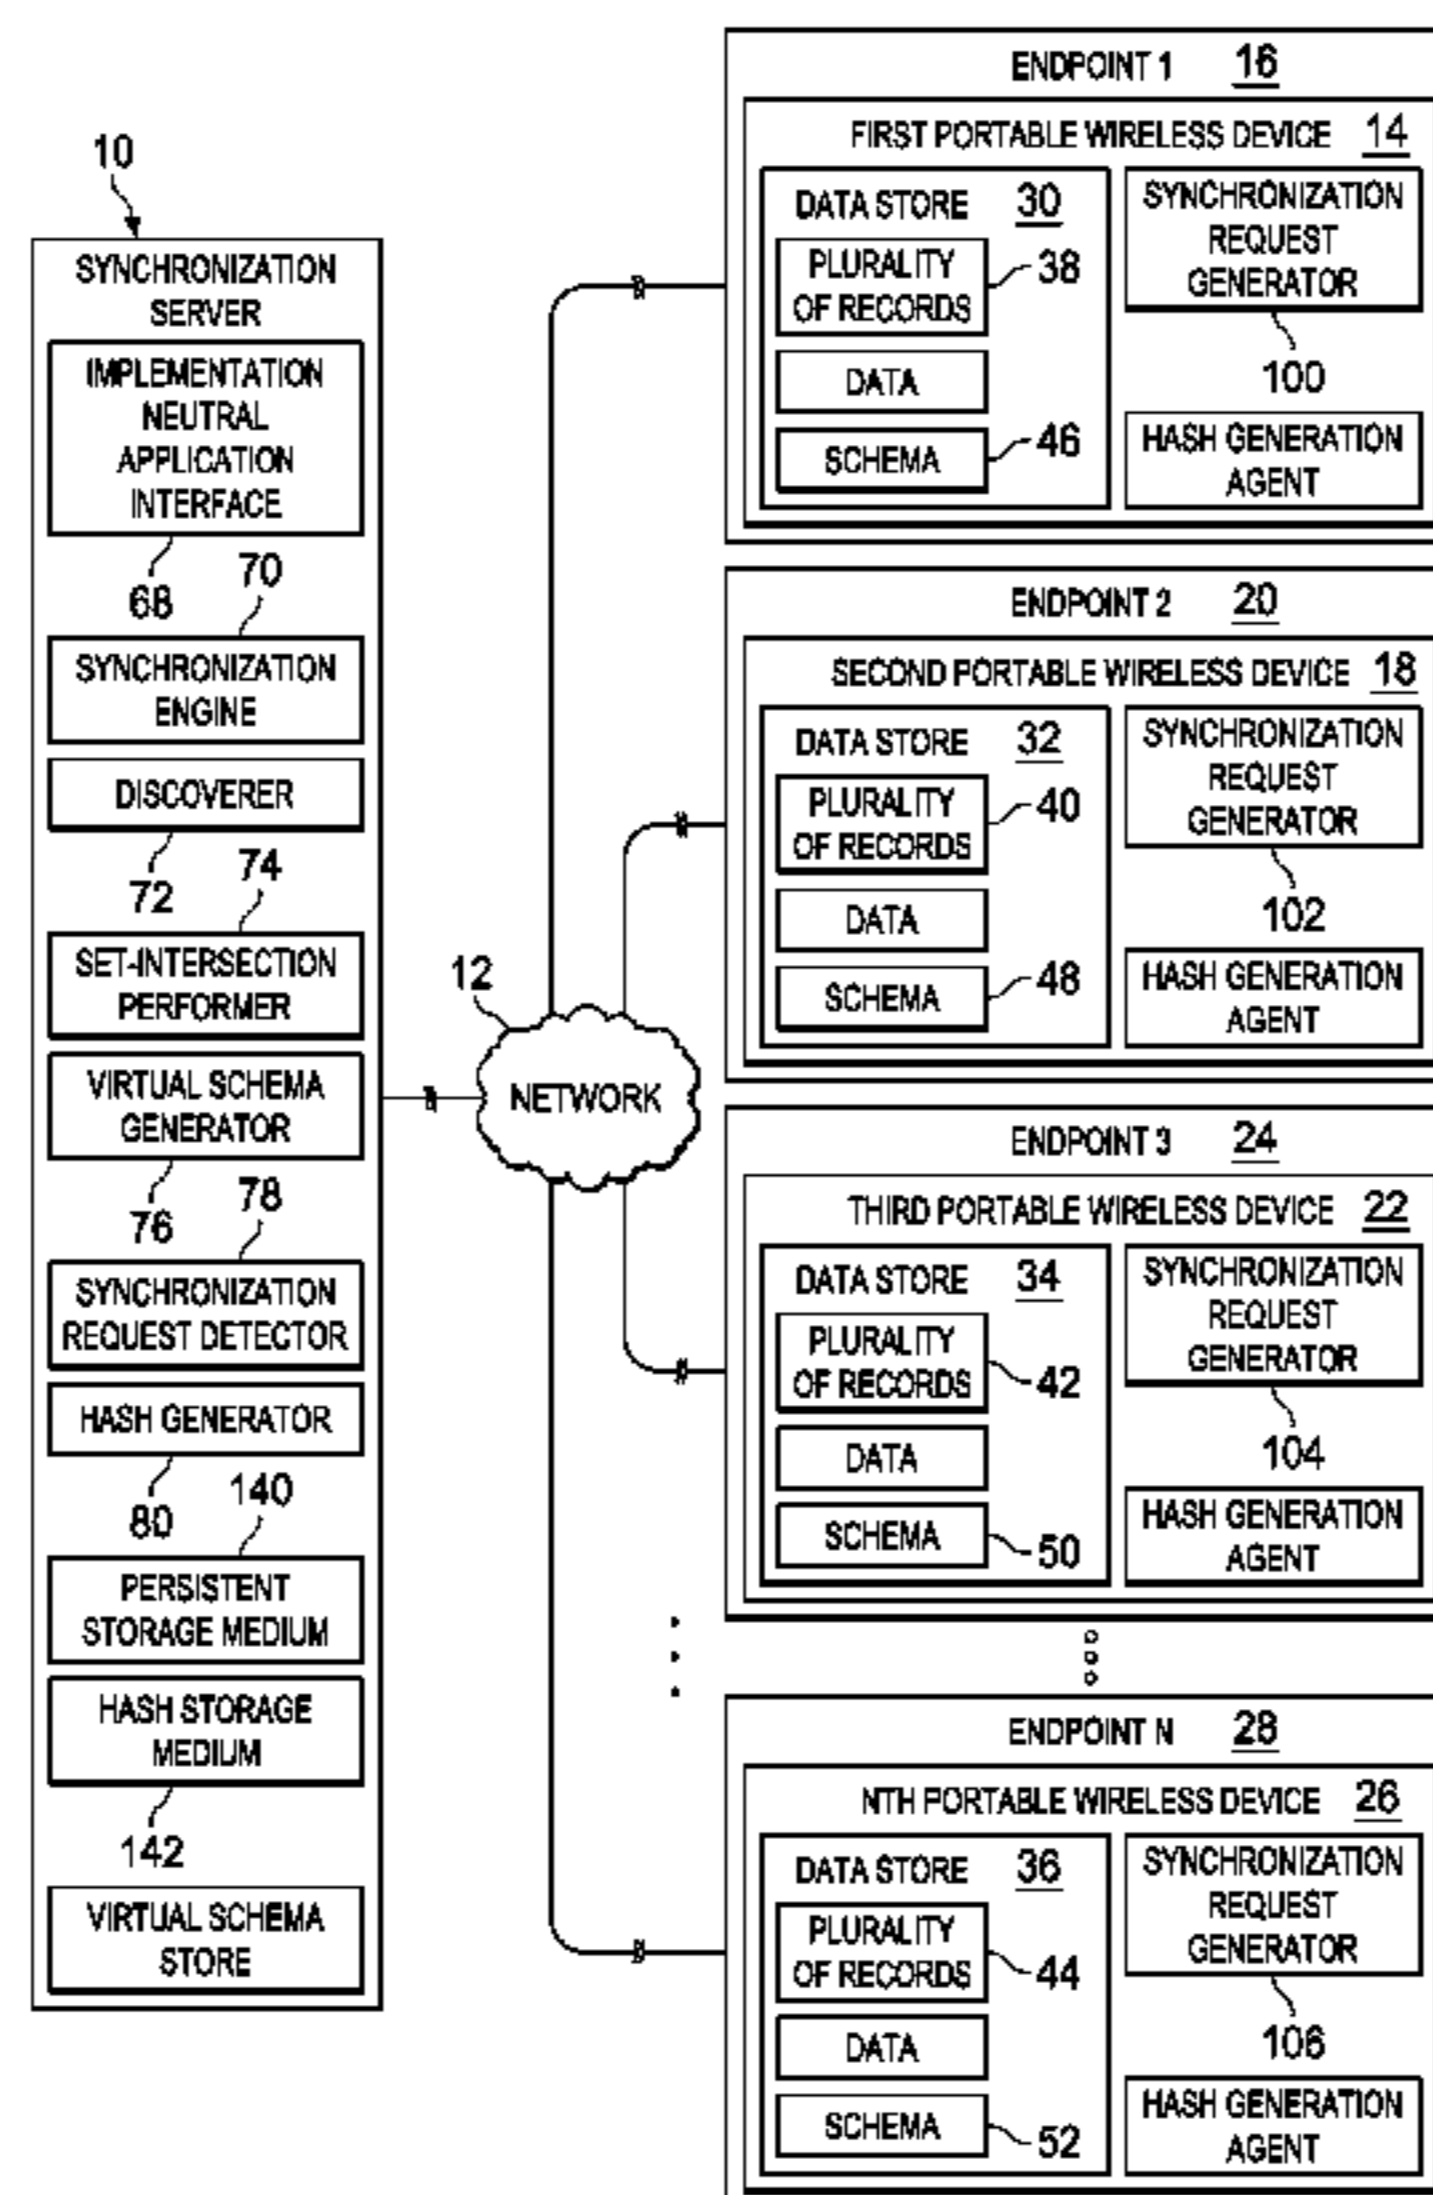 10
SYNCHRONIZATION
SERVER
IMPLEMENTATION
NEUTRAL
APPLICATION
INTERFACE
68
70
SYNCHRONIZATION
ENGINE
DISCOVERER
72
74
SET-INTERSECTION
PERFORMER
VIRTUAL SCHEMA
GENERATOR
76
78
SYNCHRONIZATION
REQUEST DETECTOR
HASH GENERATOR
80
140
PERSISTENT
STORAGE MEDIUM
HASH STORAGE
MEDIUM
142
VIRTUAL SCHEMA
STORE
12
NETWORK
ENDPOINT 1 16
FIRST PORTABLE WIRELESS DEVICE 14
DATA STORE 30
PLURALITY
OF RECORDS
38
DATA
SCHEMA
46
SYNCHRONIZATION
REQUEST
GENERATOR
100
HASH GENERATION
AGENT
ENDPOINT 2 20
SECOND PORTABLE WIRELESS DEVICE 18
DATA STORE 32
PLURALITY
OF RECORDS
40
DATA
SCHEMA
48
SYNCHRONIZATION
REQUEST
GENERATOR
102
HASH GENERATION
AGENT
ENDPOINT 3 24
THIRD PORTABLE WIRELESS DEVICE 22
DATA STORE 34
PLURALITY
OF RECORDS
42
DATA
SCHEMA
50
SYNCHRONIZATION
REQUEST
GENERATOR
104
HASH GENERATION
AGENT
ENDPOINT N 28
NTH PORTABLE WIRELESS DEVICE 26
DATA STORE 36
PLURALITY
OF RECORDS
44
DATA
SCHEMA
52
SYNCHRONIZATION
REQUEST
GENERATOR
106
HASH GENERATION
AGENT